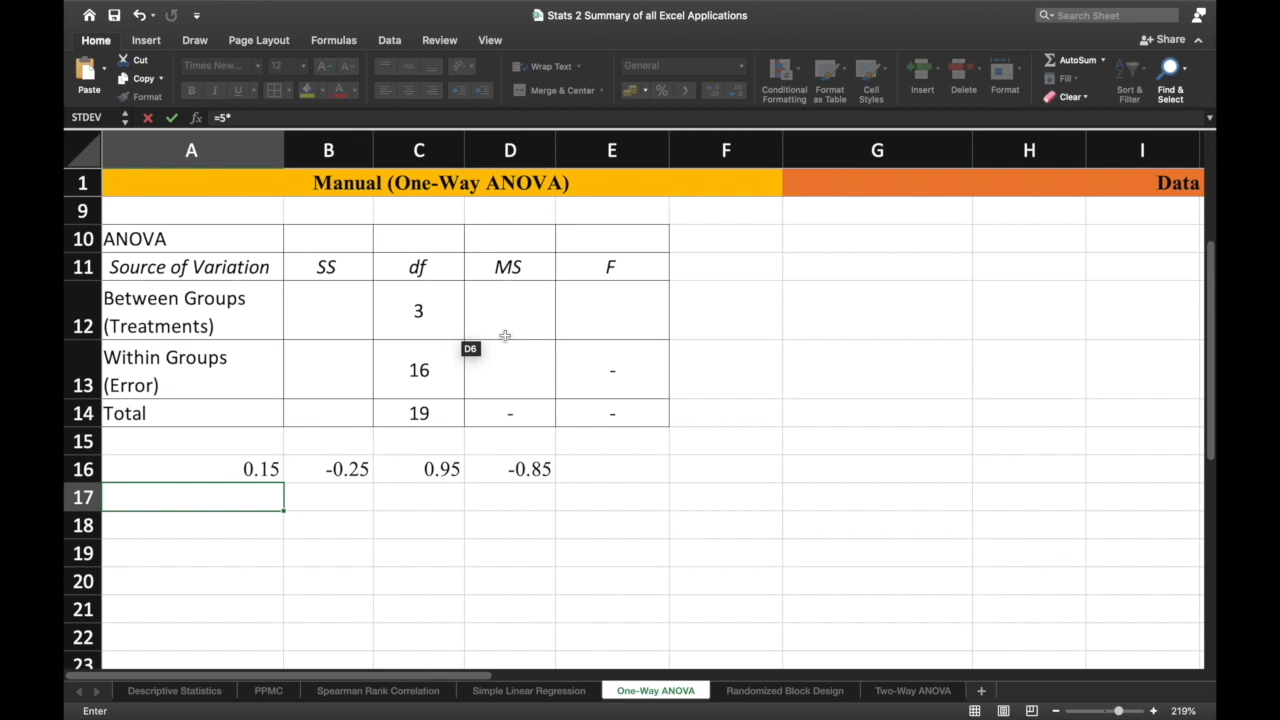 Stats 2 Summary of all Excel Applications
Search Sheet
Home Insert Draw Page Layout Formulas Data Review View
Share
Paste
Cut
Copy
Format
Times New... 12
B I U
Wrap Text
Merge & Center
General
Conditional Formatting
Format as Table
Cell Styles
Insert Delete Format
AutoSum
Fill
Clear
Sort & Filter
Find & Select
STDEV fx =5*
A B C D E F G H I
1 Manual (One-Way ANOVA) Data
9
10 ANOVA
11 Source of Variation SS df MS F
12 Between Groups (Treatments) 3
D6
13 Within Groups (Error) 16 -
14 Total 19 - -
15
16 0.15 -0.25 0.95 -0.85
17
18
19
20
21
22
23
Descriptive Statistics PPMC Spearman Rank Correlation Simple Linear Regression One-Way ANOVA Randomized Block Design Two-Way ANOVA +
Enter
219%